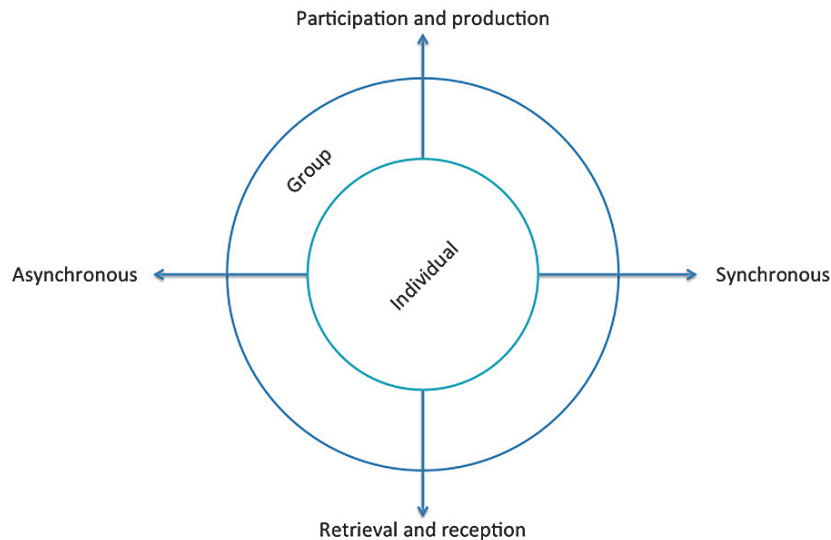 Participation and production
Group
Individual
Asynchronous
Synchronous
Retrieval and reception